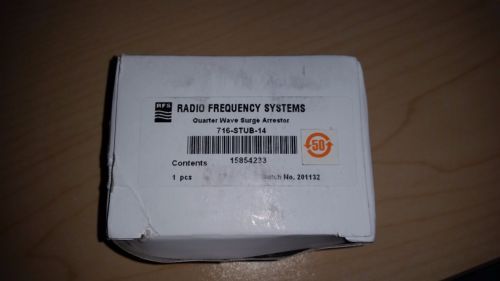 RFS
RADIO FREQUENCY SYSTEMS
Quarter Wave Surge Arrestor
716-STUB-14
50
Contents 15854233
1 pcs Batch No. 201132